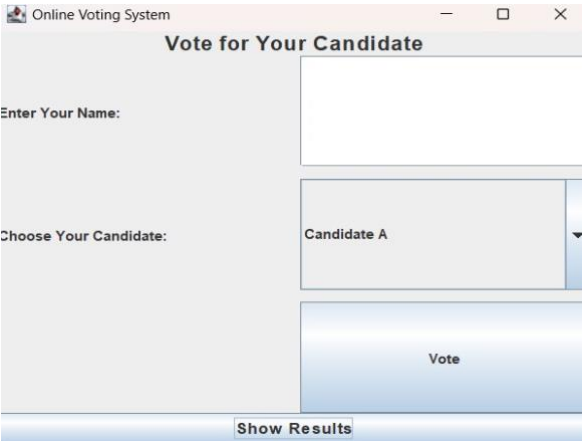 Online Voting System
Vote for Your Candidate
Enter Your Name:
Choose Your Candidate:
Candidate A
Vote
Show Results